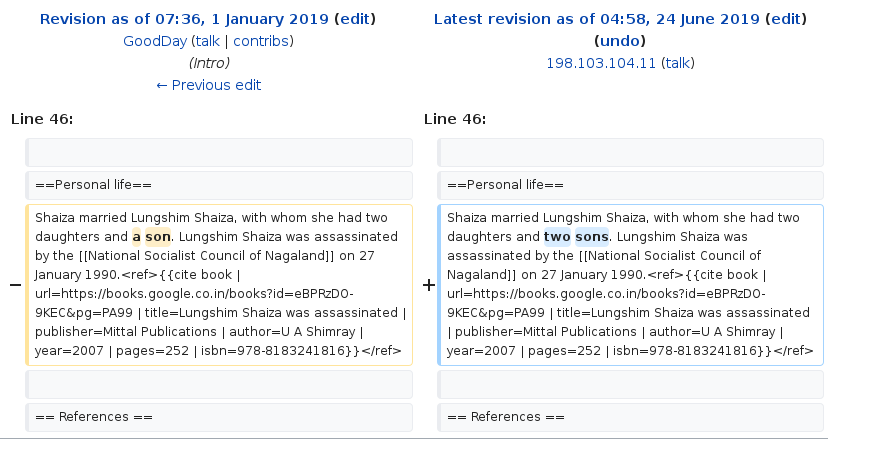 Revision as of 07:36, 1 January 2019 (edit)
GoodDay (talk | contribs)
(Intro)
← Previous edit
Latest revision as of 04:58, 24 June 2019 (edit)
(undo)
198.103.104.11 (talk)
Line 46:
Line 46:
==Personal life==
==Personal life==
−
Shaiza married Lungshim Shaiza, with whom she had two
daughters and a son. Lungshim Shaiza was assassinated
by the [[National Socialist Council of Nagaland]] on 27
January 1990.<ref>{{cite book |
url=https://books.google.co.in/books?id=eBPRzDO-
9KEC&pg=PA99 | title=Lungshim Shaiza was assassinated |
publisher=Mittal Publications | author=U A Shimray |
year=2007 | pages=252 | isbn=978-8183241816}}</ref>
+
Shaiza married Lungshim Shaiza, with whom she had two
daughters and two sons. Lungshim Shaiza was
assassinated by the [[National Socialist Council of
Nagaland]] on 27 January 1990.<ref>{{cite book |
url=https://books.google.co.in/books?id=eBPRzDO-
9KEC&pg=PA99 | title=Lungshim Shaiza was assassinated
| publisher=Mittal Publications | author=U A Shimray |
year=2007 | pages=252 | isbn=978-8183241816}}</ref>
== References ==
== References ==